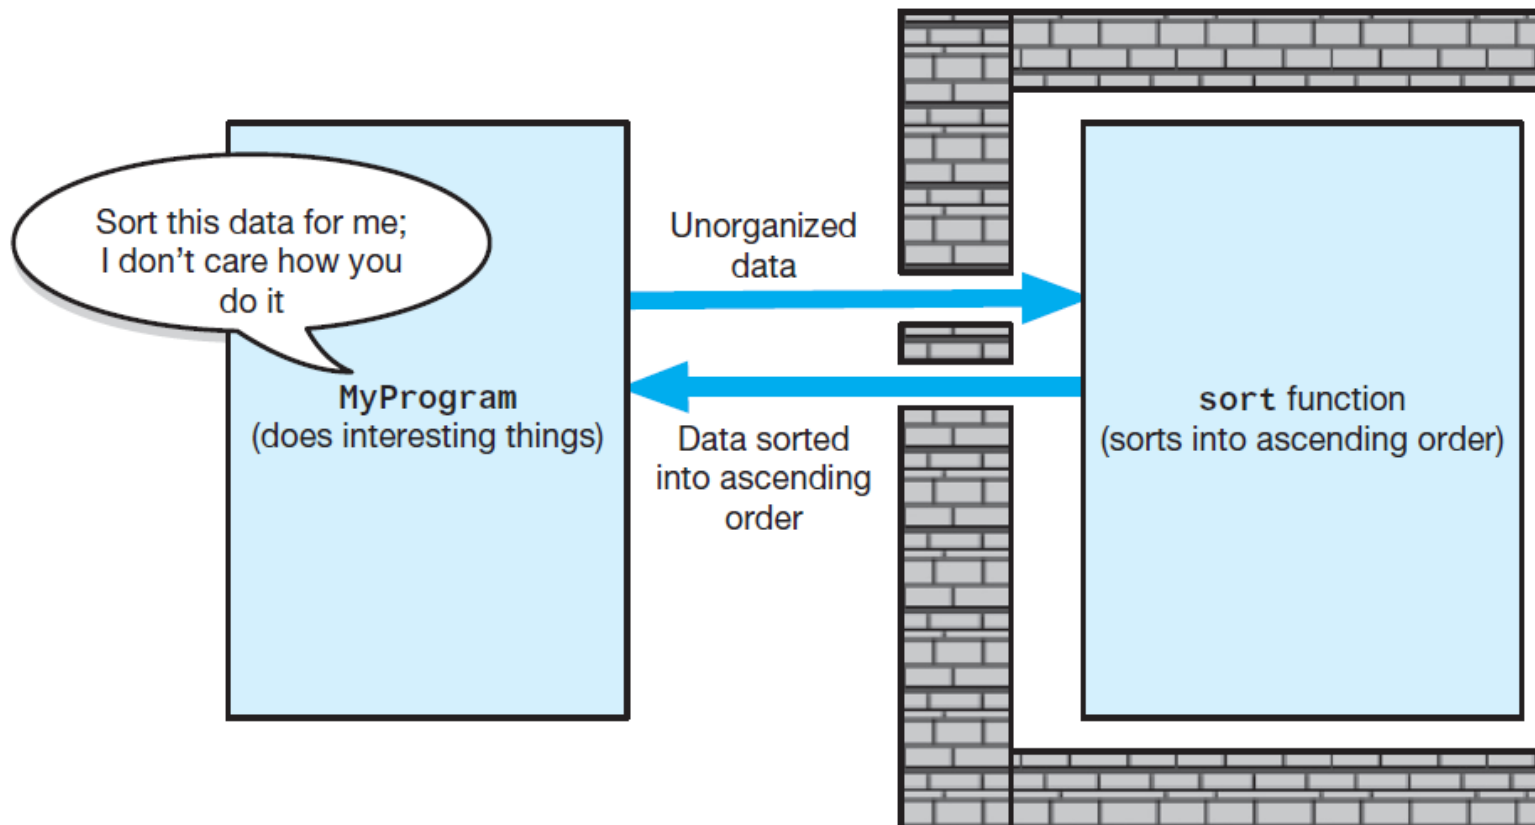 Sort this data for me;
I don’t care how you
do it
MyProgram
(does interesting things)
Unorganized
data
Data sorted
into ascending
order
sort function
(sorts into ascending order)